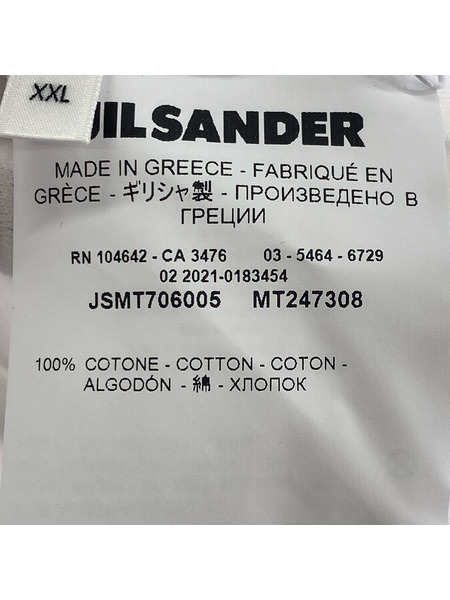 XXL
JIL SANDER
MADE IN GREECE - FABRIQUÉ EN
GRÈCE - ギリシャ製 - ПРОИЗВЕДЕНО В
ГРЕЦИИ
RN 104642 - CA 3476 03 - 5464 - 6729
02 2021-0183454
JSMT706005 MT247308
100% COTONE - COTTON - COTON -
ALGODÓN - 綿 - ХЛОПОК